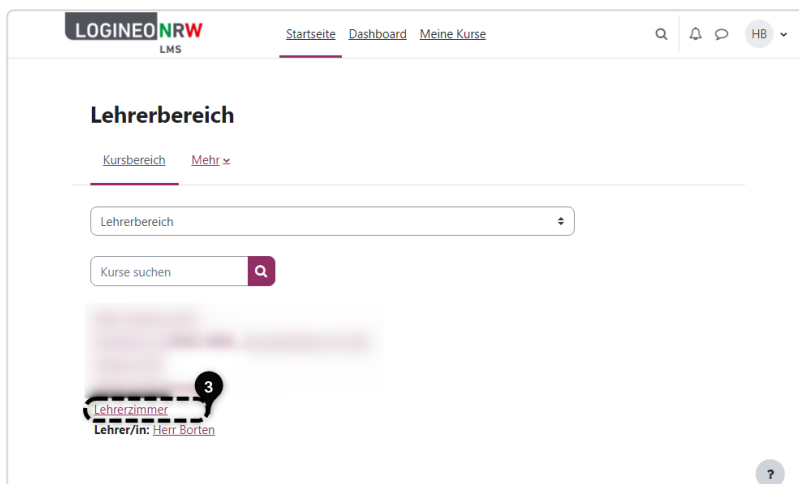 LOGINEO NRW
LMS
Startseite Dashboard Meine Kurse
HB
Lehrerbereich
Kursbereich Mehr
Lehrerbereich
Kurse suchen
3
Lehrerzimmer
Lehrer/in: Herr Borten
?